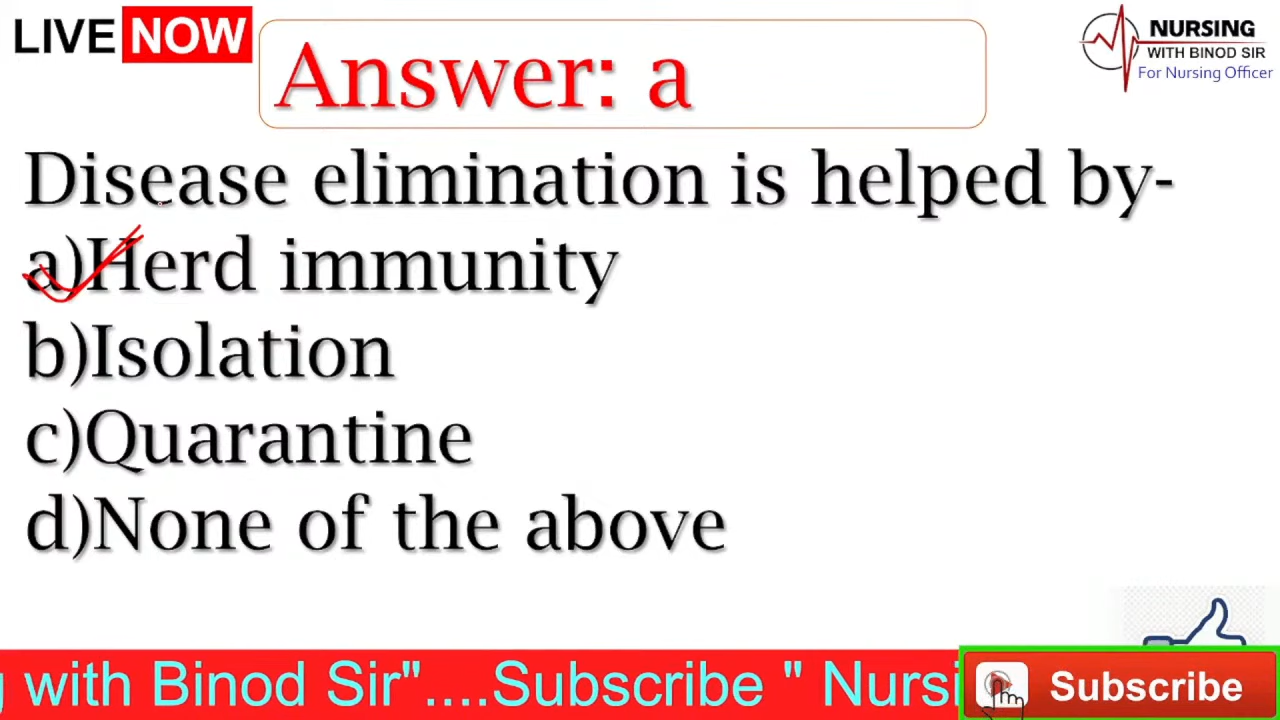 LIVE NOW
Answer: a
NURSING
WITH BINOD SIR
For Nursing Officer
Disease elimination is helped by-
a)Herd immunity
b)Isolation
c)Quarantine
d)None of the above
with Binod Sir"....Subscribe " Nursi
Subscribe